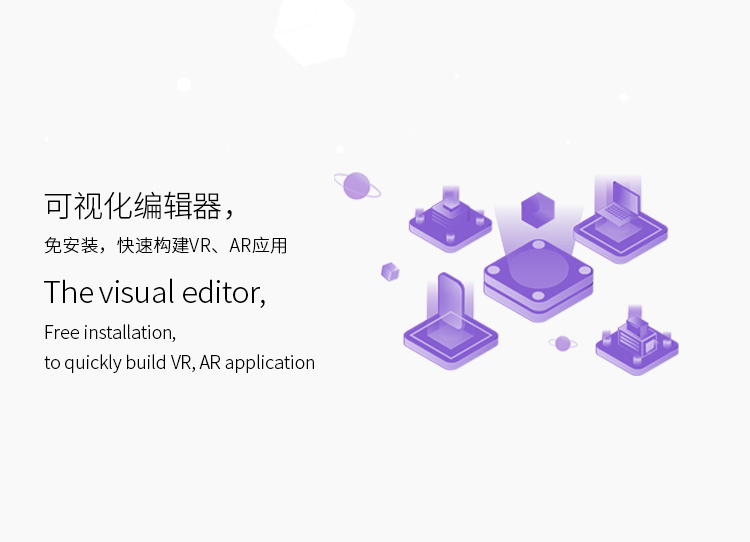 可视化编辑器，
免安装，快速构建VR、AR应用
The visual editor,
Free installation,
to quickly build VR, AR application